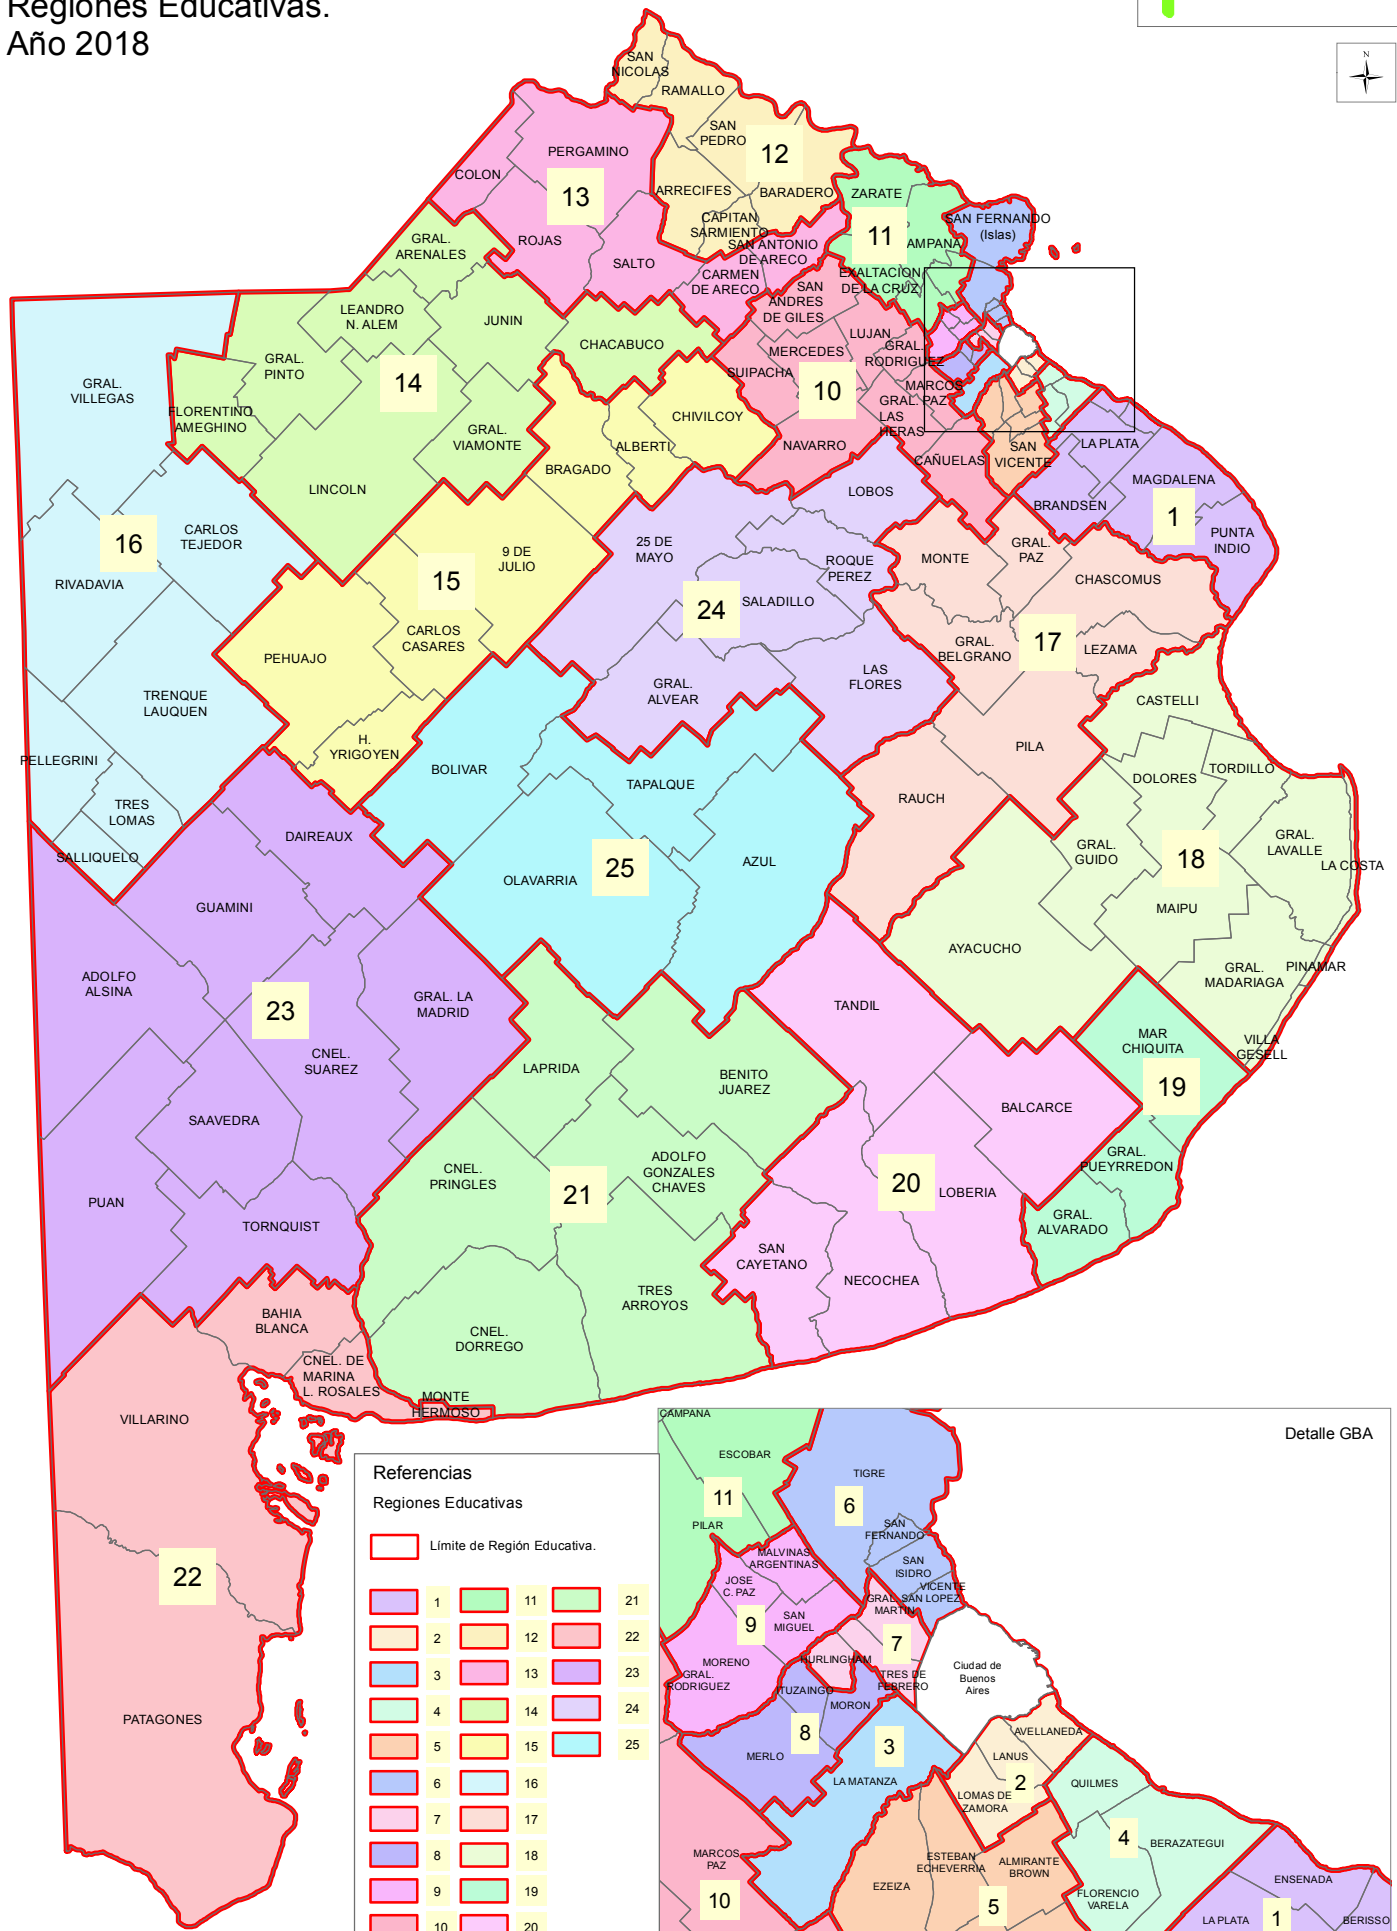 Regiones Educativas.
Año 2018
N
SAN
NICOLAS
RAMALLO
SAN
PEDRO
12
PERGAMINO
COLON
13
ARRECIFES
BARADERO
ZARATE
CAPITAN
SARMIENTO
SAN FERNANDO
(Islas)
11
AMPANA
GRAL.
ARENALES
ROJAS
SALTO
SAN ANTONIO
DE ARECO
CARMEN
DE ARECO
EXALTACION
DE LA CRUZ
SAN
ANDRES
DE GILES
LEANDRO
N. ALEM
JUNIN
CHACABUCO
LUJAN
GRAL.
RODRIGUEZ
MERCEDES
GRAL.
PINTO
14
SUIPACHA
10
MARCOS
PAZ
GRAL.
LAS
HERAS
GRAL.
VILLEGAS
FLORENTINO
AMEGHINO
CHIVILCOY
GRAL.
VIAMONTE
ALBERTI
NAVARRO
BRAGADO
CAÑUELAS
SAN
VICENTE
LA PLATA
LINCOLN
LOBOS
MAGDALENA
BRANDSEN
1
PUNTA
INDIO
16
CARLOS
TEJEDOR
9 DE
JULIO
25 DE
MAYO
MONTE
GRAL.
PAZ
RIVADAVIA
15
ROQUE
PEREZ
CHASCOMUS
24
SALADILLO
CARLOS
CASARES
GRAL.
BELGRANO
17
LEZAMA
PEHUAJO
LAS
FLORES
TRENQUE
LAUQUEN
GRAL.
ALVEAR
CASTELLI
H.
YRIGOYEN
PILA
PELLEGRINI
BOLIVAR
TAPALQUE
DOLORES
TORDILLO
RAUCH
TRES
LOMAS
DAIREAUX
GRAL.
GUIDO
GRAL.
LAVALLE
SALLIQUELO
OLAVARRIA
25
AZUL
18
LA COSTA
GUAMINI
MAIPU
AYACUCHO
ADOLFO
ALSINA
GRAL.
MADARIAGA
PINAMAR
23
GRAL. LA
MADRID
TANDIL
MAR
CHIQUITA
VILLA
GESELL
CNEL.
SUAREZ
LAPRIDA
BENITO
JUAREZ
19
BALCARCE
SAAVEDRA
ADOLFO
GONZALES
CHAVES
GRAL.
PUEYRREDON
CNEL.
PRINGLES
20
LOBERIA
PUAN
21
TORNQUIST
GRAL.
ALVARADO
SAN
CAYETANO
NECOCHEA
TRES
ARROYOS
BAHIA
BLANCA
CNEL.
DORREGO
CNEL. DE
MARINA
L. ROSALES
MONTE
HERMOSO
VILLARINO
22
PATAGONES
Referencias
Regiones Educativas
Límite de Región Educativa.
1 11 21
2 12 22
3 13 23
4 14 24
5 15 25
6 16
7 17
8 18
9 19
10 20
Detalle GBA
CAMPANA
ESCOBAR
TIGRE
11
6
PILAR
SAN
FERNANDO
MALVINAS
ARGENTINAS
SAN
ISIDRO
JOSE
C. PAZ
VICENTE
LOPEZ
GRAL. SAN
MARTIN
9
SAN
MIGUEL
7
HURLINGHAM
MORENO
TRES DE
FEBRERO
Ciudad de
Buenos
Aires
GRAL.
RODRIGUEZ
ITUZAINGO
MORON
8
3
AVELLANEDA
MERLO
LANUS
LA MATANZA
2
QUILMES
LOMAS DE
ZAMORA
4
BERAZATEGUI
MARCOS
PAZ
ESTEBAN
ECHEVERRIA
ALMIRANTE
BROWN
EZEIZA
ENSENADA
10
FLORENCIO
VARELA
5
LA PLATA
1
BERISSO